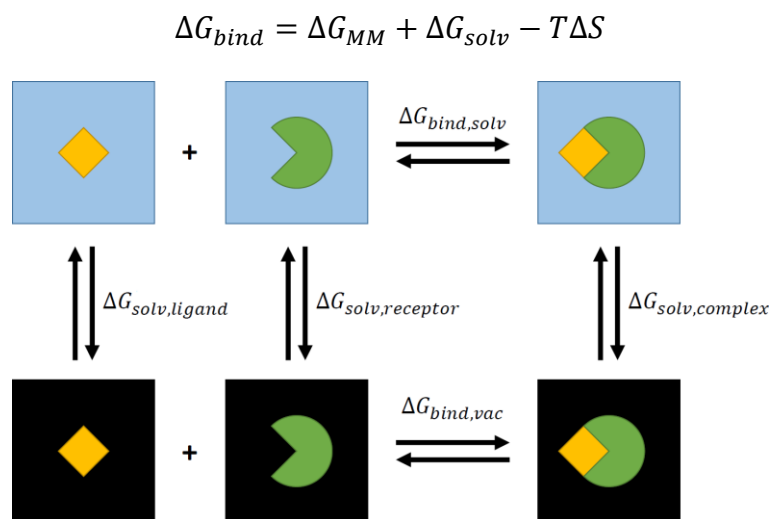 ΔG_bind = ΔG_MM + ΔG_solv − TΔS
+
ΔG_bind,solv
ΔG_solv,ligand
ΔG_solv,receptor
ΔG_solv,complex
+
ΔG_bind,vac